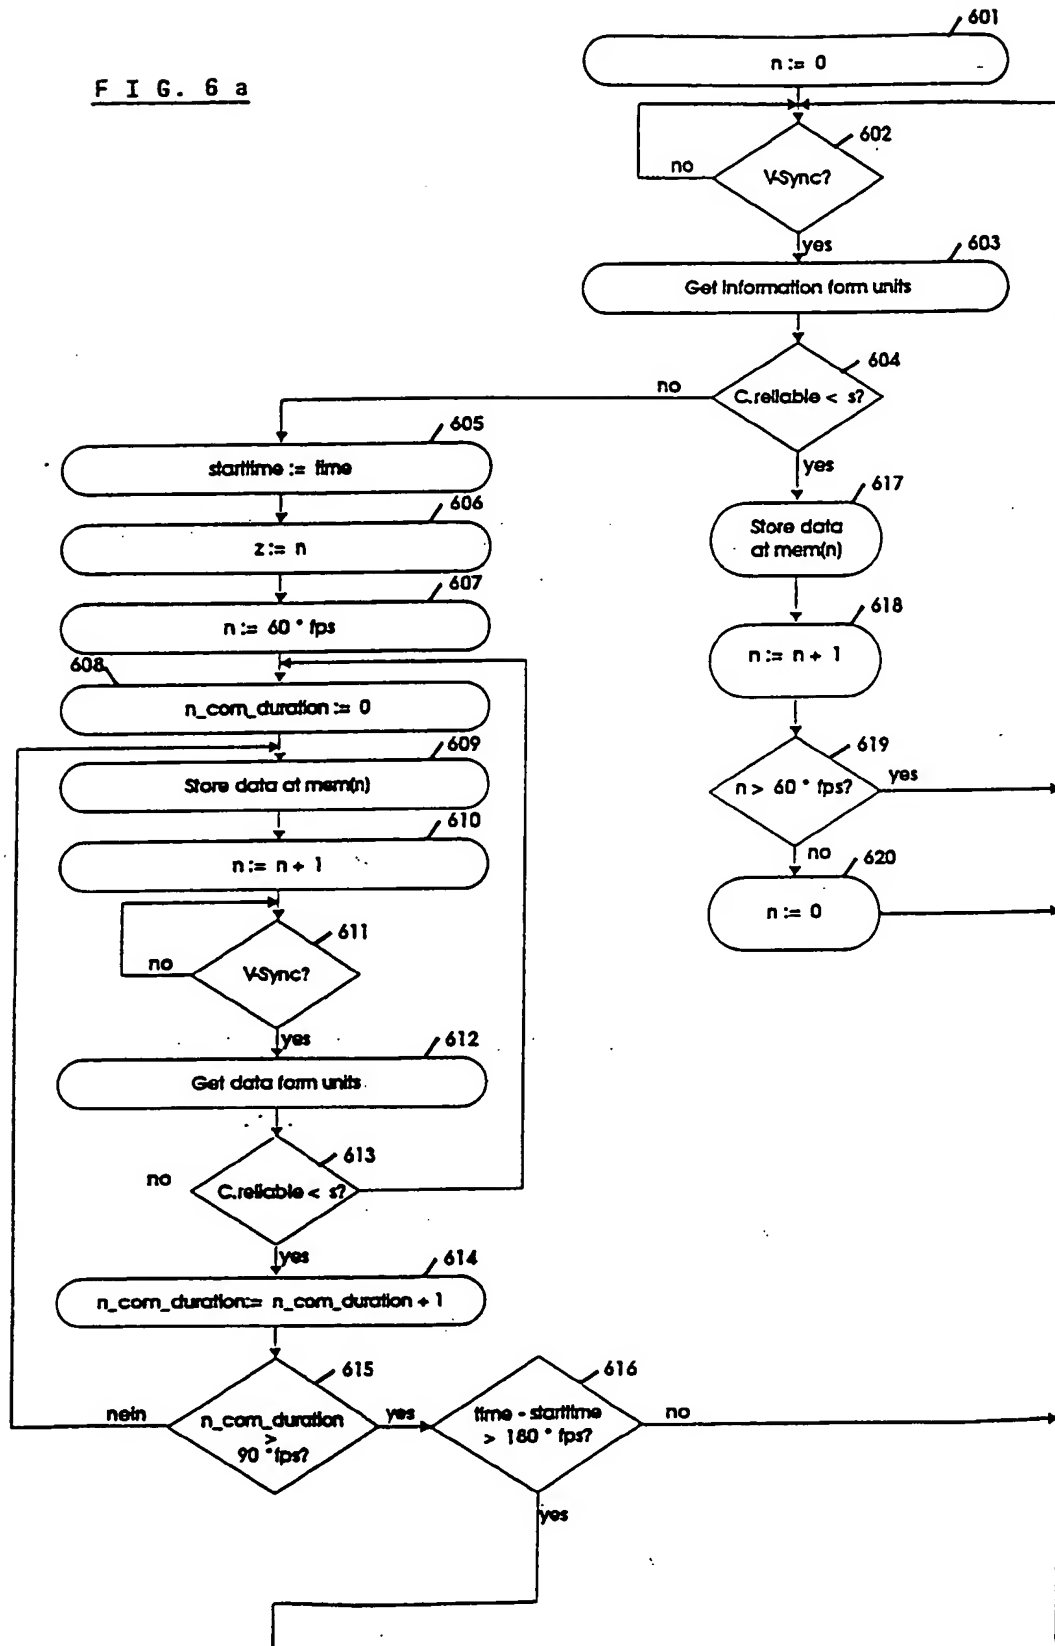 FIG. 6 a
601
n := 0
602
V-Sync?
no
yes
603
Get information form units
604
C.reliable < s?
no
yes
605
starttime := time
606
z := n
607
n := 60 * fps
608
n_com_duration := 0
609
Store data at mem(n)
610
n := n + 1
611
V-Sync?
no
yes
612
Get data form units
613
C.reliable < s?
no
yes
614
n_com_duration:= n_com_duration + 1
615
n_com_duration
>
90 * fps?
nein
yes
616
time - starttime
> 180 * fps?
no
yes
617
Store data
at mem(n)
618
n := n + 1
619
n > 60 * fps?
yes
no
620
n := 0